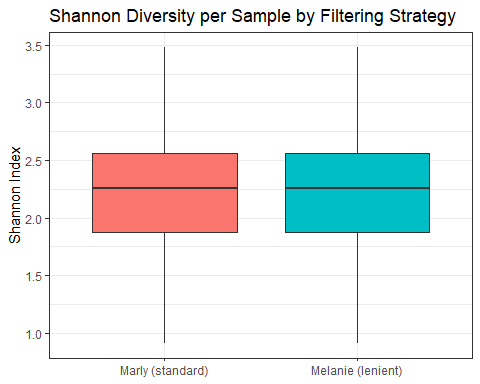 Shannon Diversity per Sample by Filtering Strategy
3.5
3.0
2.5
2.0
1.5
1.0
Shannon Index
Marly (standard)
Melanie (lenient)